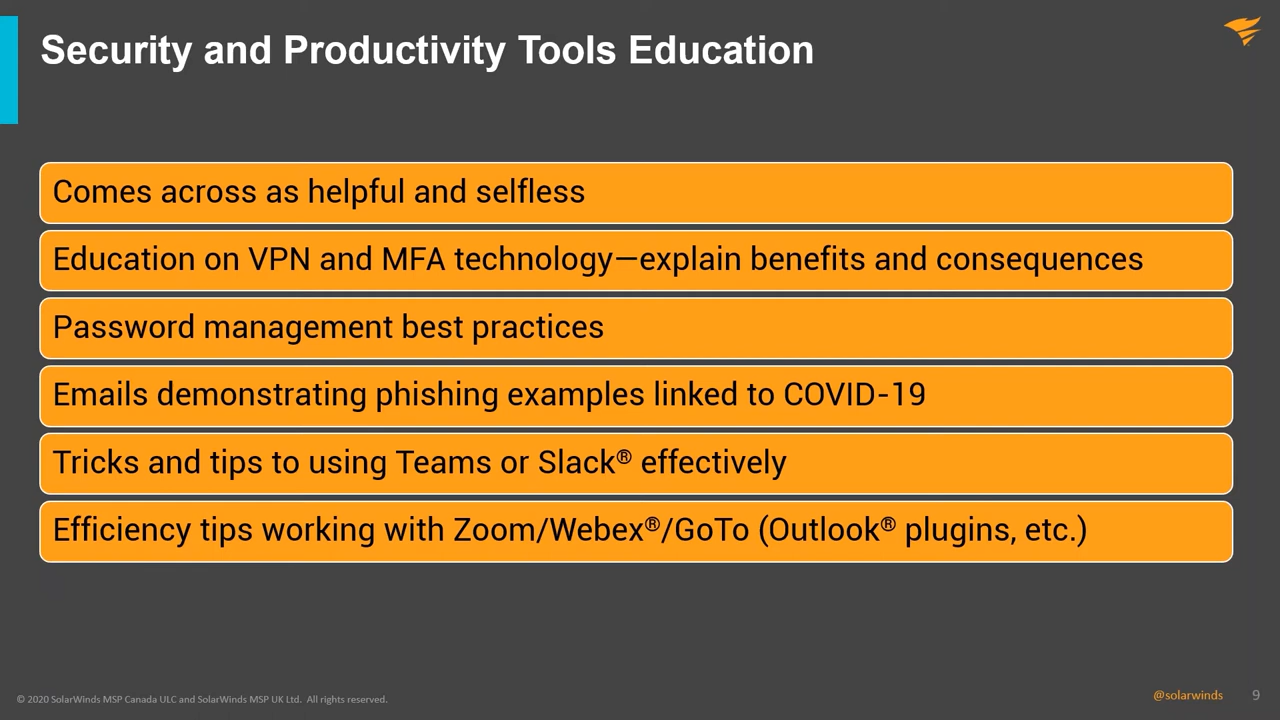 Security and Productivity Tools Education
Comes across as helpful and selfless
Education on VPN and MFA technology—explain benefits and consequences
Password management best practices
Emails demonstrating phishing examples linked to COVID-19
Tricks and tips to using Teams or Slack® effectively
Efficiency tips working with Zoom/Webex®/GoTo (Outlook® plugins, etc.)
© 2020 SolarWinds MSP Canada ULC and SolarWinds MSP UK Ltd. All rights reserved.
@solarwinds
9